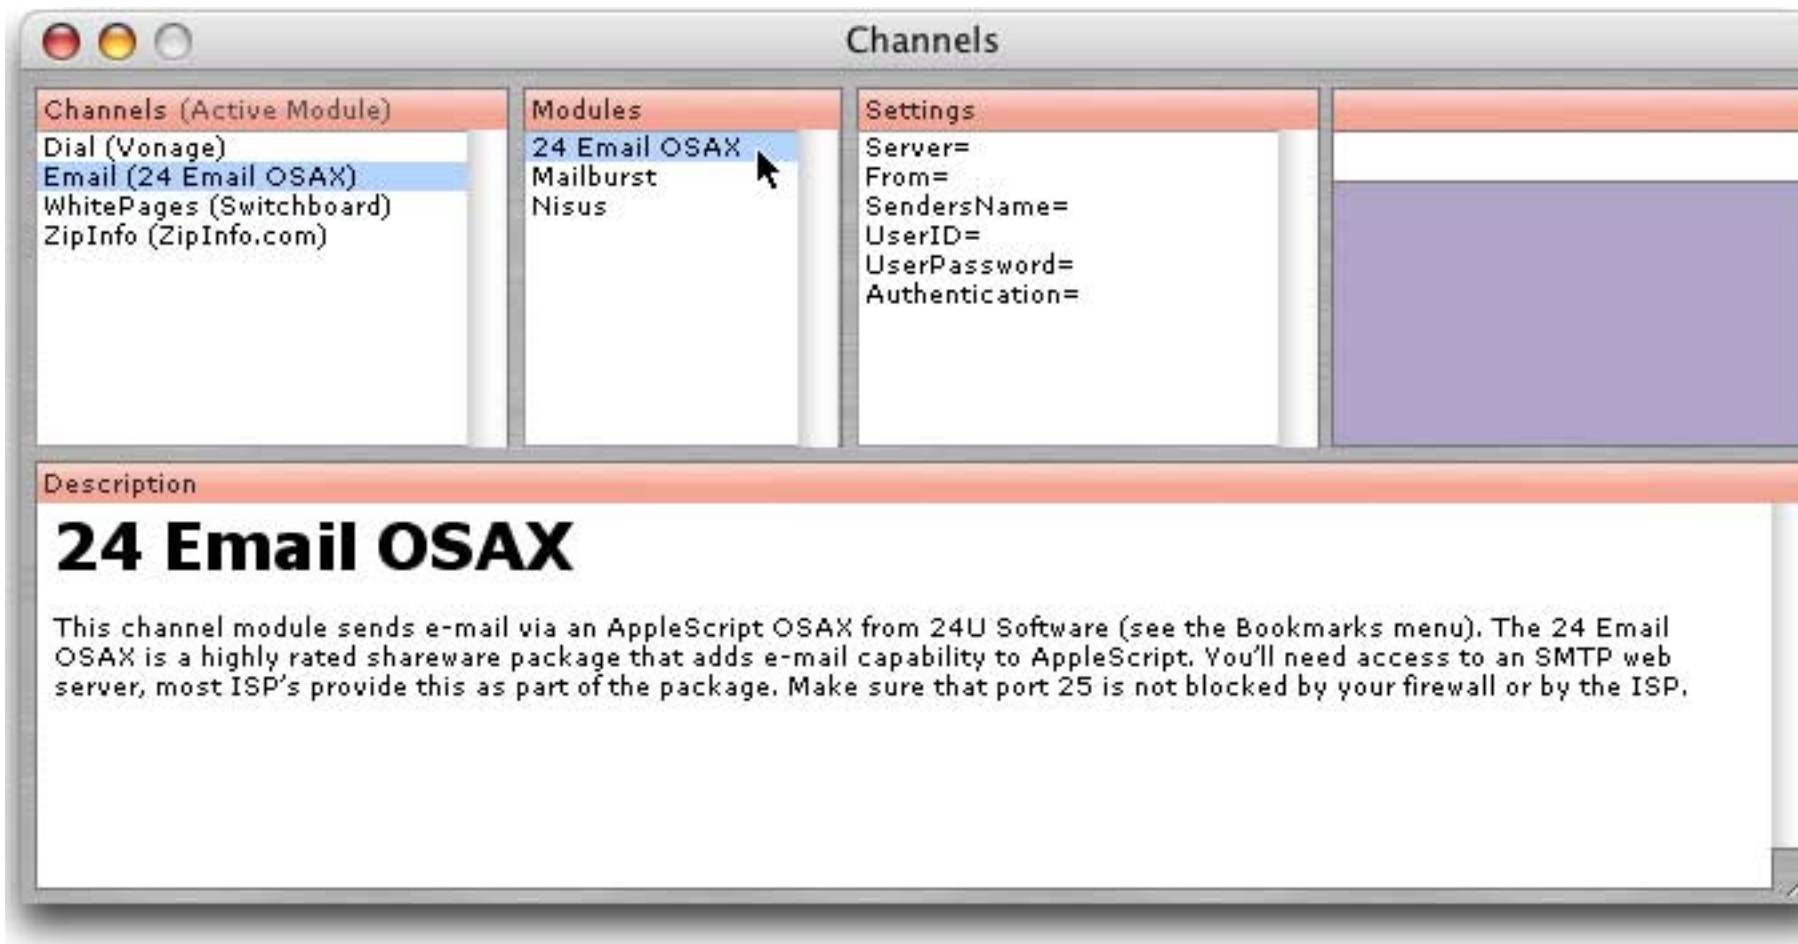 Channels
Channels (Active Module)
Dial (Vonage)
Email (24 Email OSAX)
WhitePages (Switchboard)
ZipInfo (ZipInfo.com)
Modules
24 Email OSAX
Mailburst
Nisus
Settings
Server=
From=
SendersName=
UserID=
UserPassword=
Authentication=
Description
24 Email OSAX
This channel module sends e-mail via an AppleScript OSAX from 24U Software (see the Bookmarks menu). The 24 Email
OSAX is a highly rated shareware package that adds e-mail capability to AppleScript. You'll need access to an SMTP web
server, most ISP's provide this as part of the package. Make sure that port 25 is not blocked by your firewall or by the ISP.